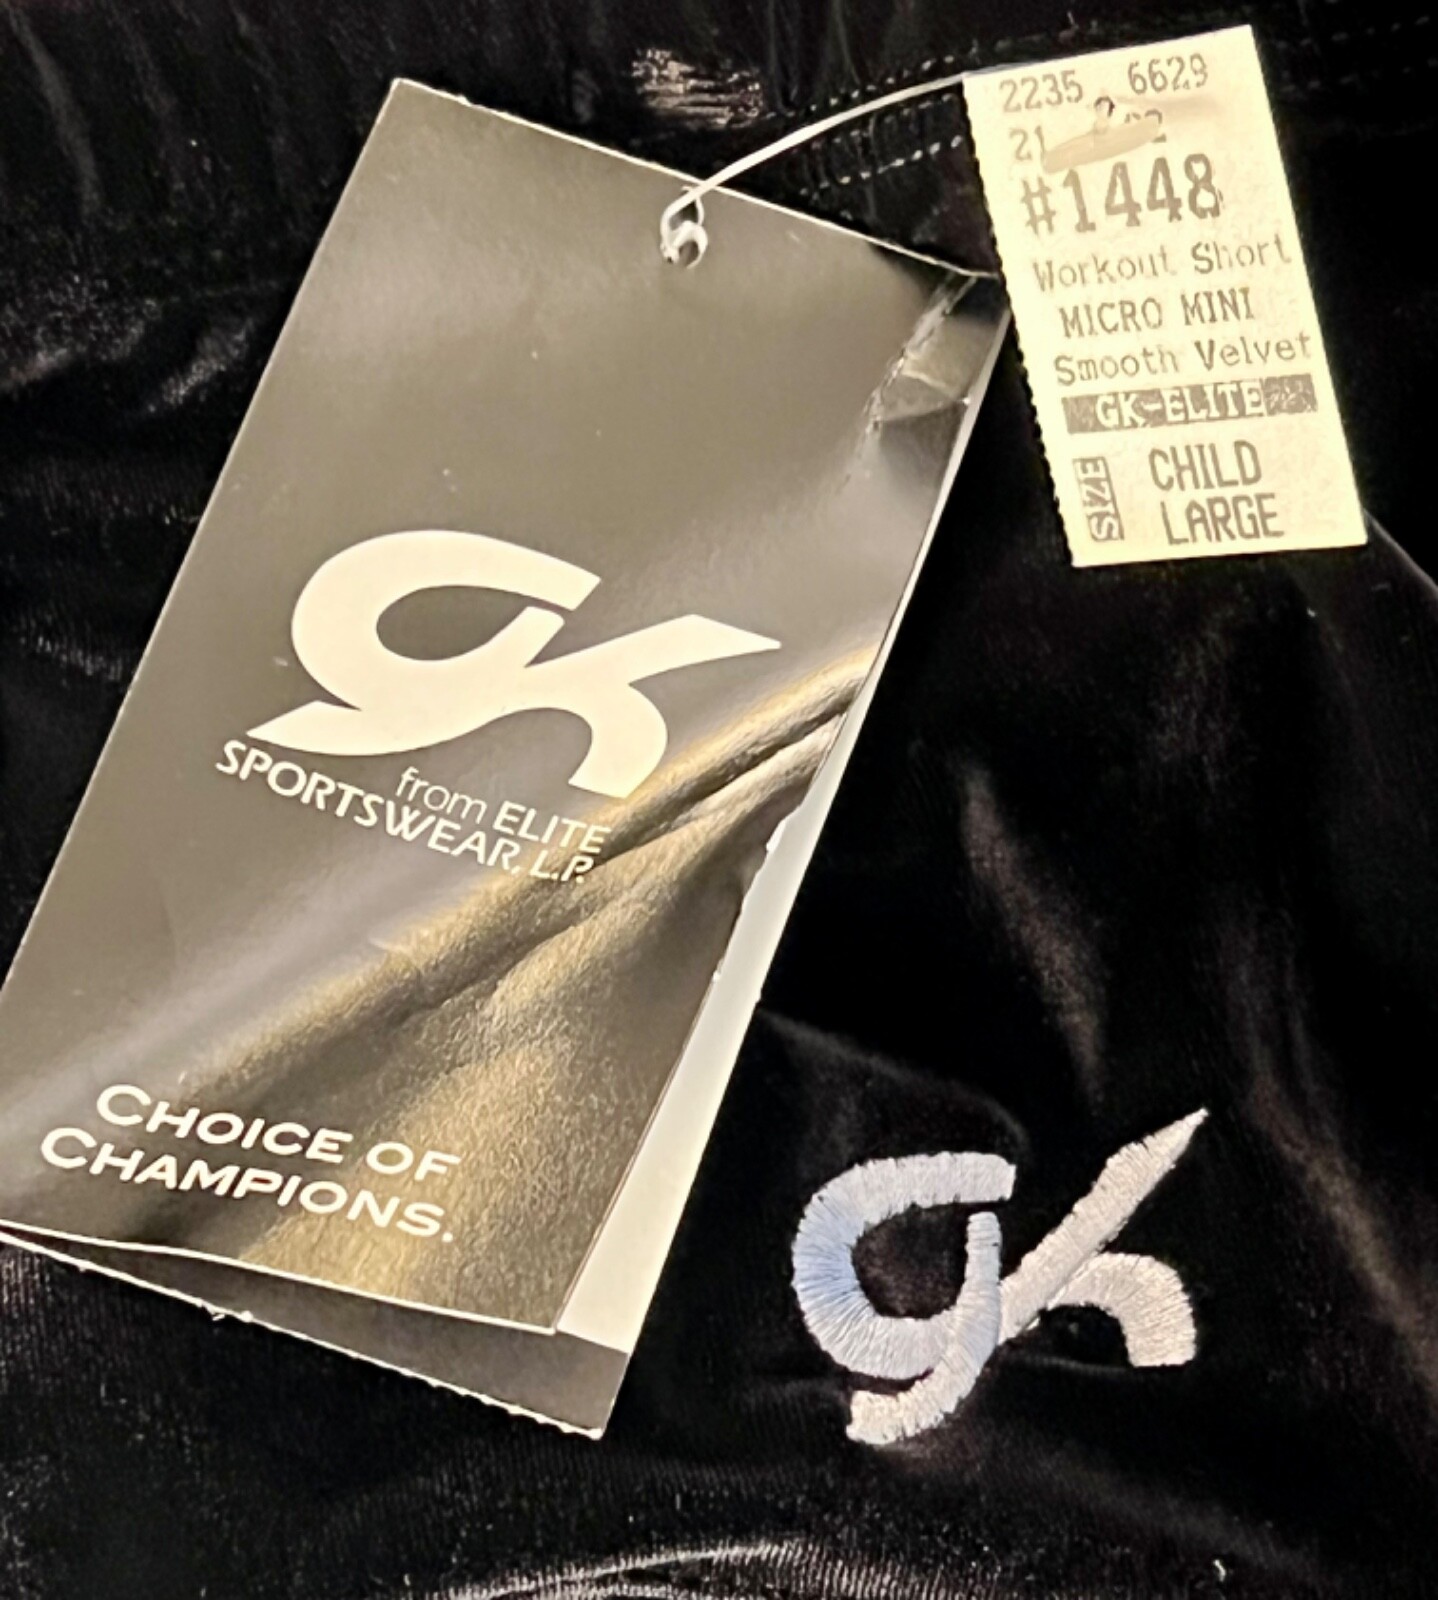 2235 6629
21
#1448
Workout Short
MICRO MINI
Smooth Velvet
GK-ELITE
SIZE
CHILD
LARGE
GK
from ELITE
SPORTSWEAR, L.P.
CHOICE OF
CHAMPIONS.
GK